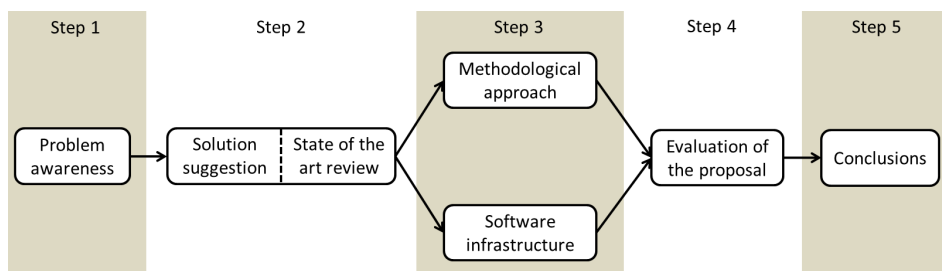 Step 1
Step 2
Step 3
Step 4
Step 5
Problem
awareness
Solution
suggestion
State of the
art review
Methodological
approach
Software
infrastructure
Evaluation of
the proposal
Conclusions